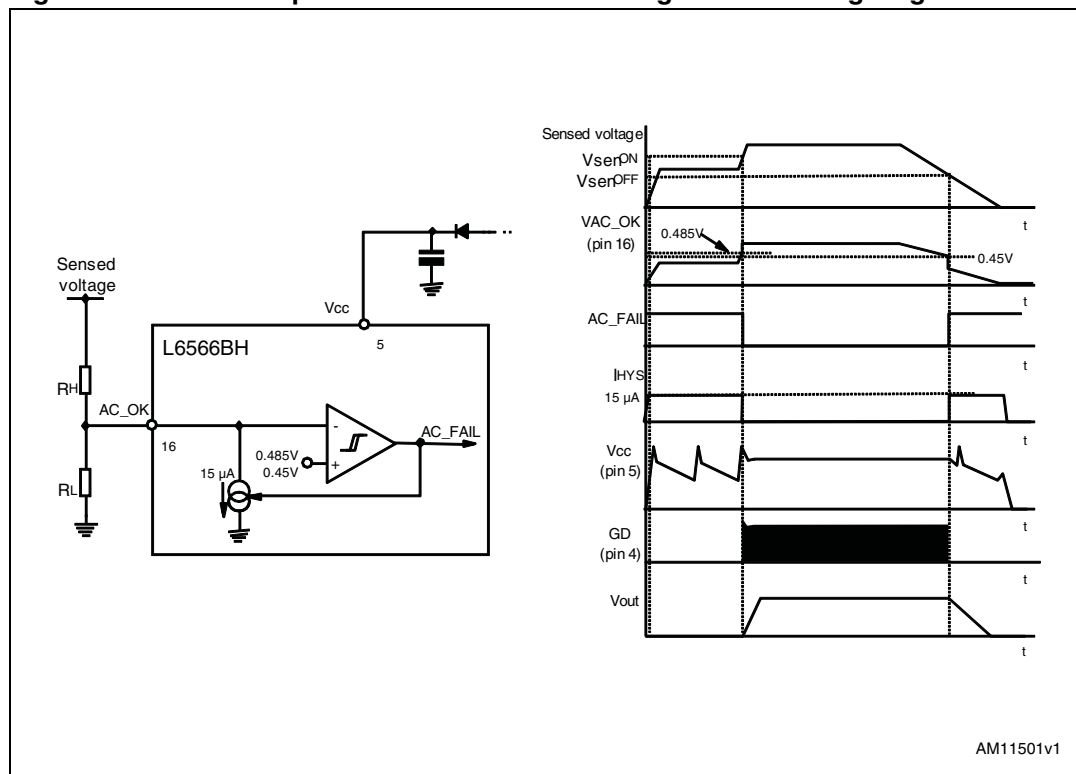 Sensed
voltage
RH
AC_OK
16
RL
L6566BH
Vcc
5
15 µA
0.485V
0.45V
-
+
AC_FAIL
Sensed voltage
VsenON
VsenOFF
t
VAC_OK
(pin 16)
0.485V
0.45V
t
AC_FAIL
t
IHYS
15 µA
t
Vcc
(pin 5)
t
GD
(pin 4)
t
Vout
t
AM11501v1